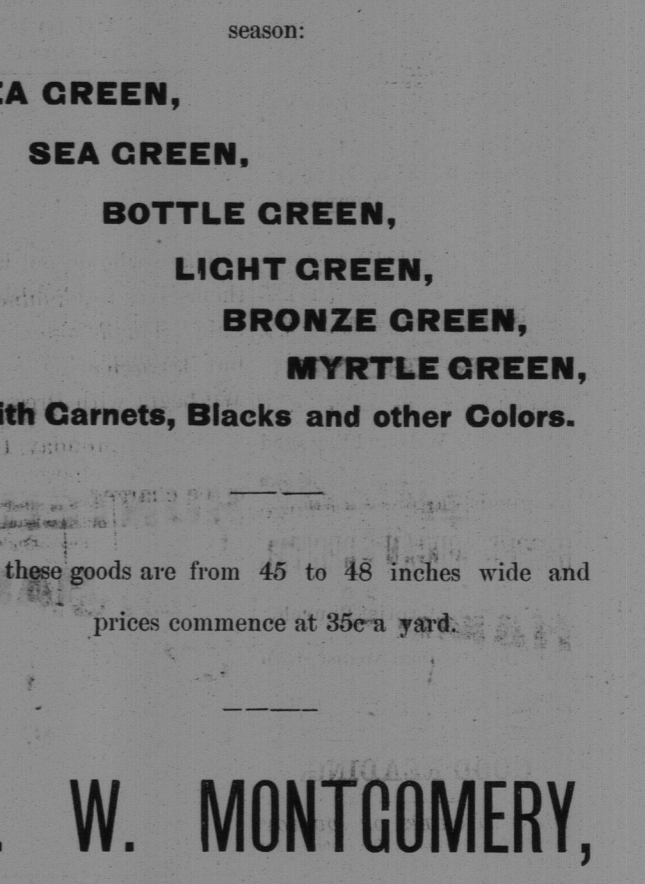 season:
EA GREEN,
SEA GREEN,
BOTTLE GREEN,
LIGHT GREEN,
BRONZE GREEN,
MYRTLE GREEN,
ith Garnets, Blacks and other Colors.
these goods are from 45 to 48 inches wide and
prices commence at 35c a yard.
. W. MONTGOMERY,